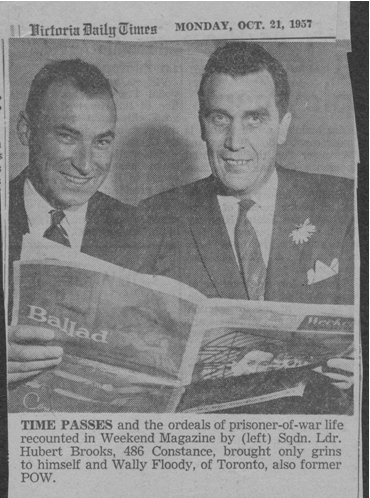 Victoria Daily Times MONDAY, OCT. 21, 1957
Ballad
TIME PASSES and the ordeals of prisoner-of-war life
recounted in Weekend Magazine by (left) Sqdn. Ldr.
Hubert Brooks, 486 Constance, brought only grins
to himself and Wally Floody, of Toronto, also former
POW.